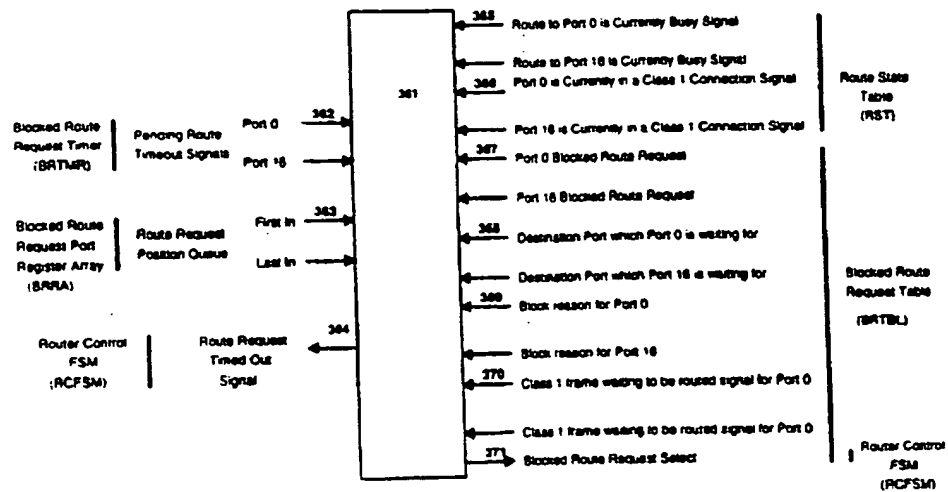 365 Route to Port 0 is Currently Busy Signal
Route to Port 16 is Currently Busy Signal
366 Port 0 is Currently in a Class 1 Connection Signal
Port 16 is Currently in a Class 1 Connection Signal
Route State
Table
(RST)
361
Blocked Route
Request Timer
(BRTMR)
Pending Route
Timeout Signals
Port 0
362
Port 16
367 Port 0 Blocked Route Request
Port 16 Blocked Route Request
368 Destination Port which Port 0 is waiting for
Destination Port which Port 16 is waiting for
369 Block reason for Port 0
Block reason for Port 16
370 Class 1 frame waiting to be routed signal for Port 0
Class 1 frame waiting to be routed signal for Port 0
Blocked Route
Request Table
(BRTBL)
Blocked Route
Request Port
Register Array
(BRRA)
Route Request
Position Queue
First In
363
Last In
Router Control
FSM
(RCFSM)
Route Request
Timed Out
Signal
364
371 Blocked Route Request Select
Router Control
FSM
(RCFSM)